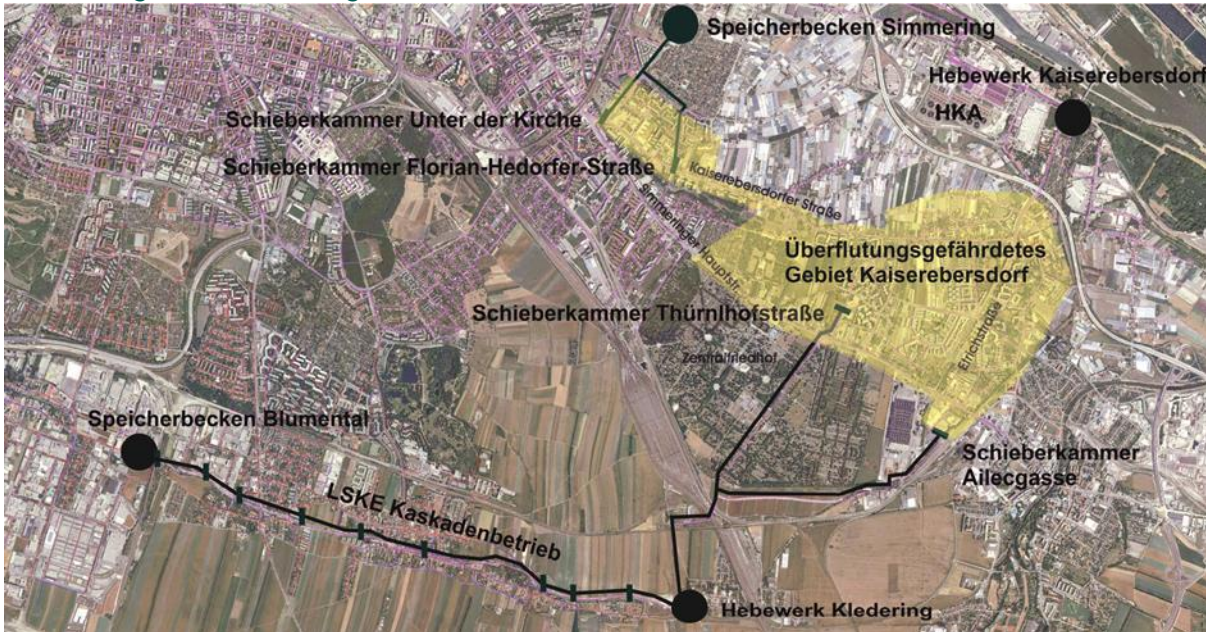 Speicherbecken Simmering
Hebewerk Kaiserebersdorf
HKA
Schieberkammer Unter der Kirche
Schieberkammer Florian-Hedorfer-Straße
Kaiserebersdorfer Straße
Simmeringer Hauptstr.
Überflutungsgefährdetes
Gebiet Kaiserebersdorf
Schieberkammer Thürnlhofstraße
Etrichstraße
Zentralfriedhof
Speicherbecken Blumental
Schieberkammer
Ailecgasse
LSKE Kaskadenbetrieb
Hebewerk Kledering